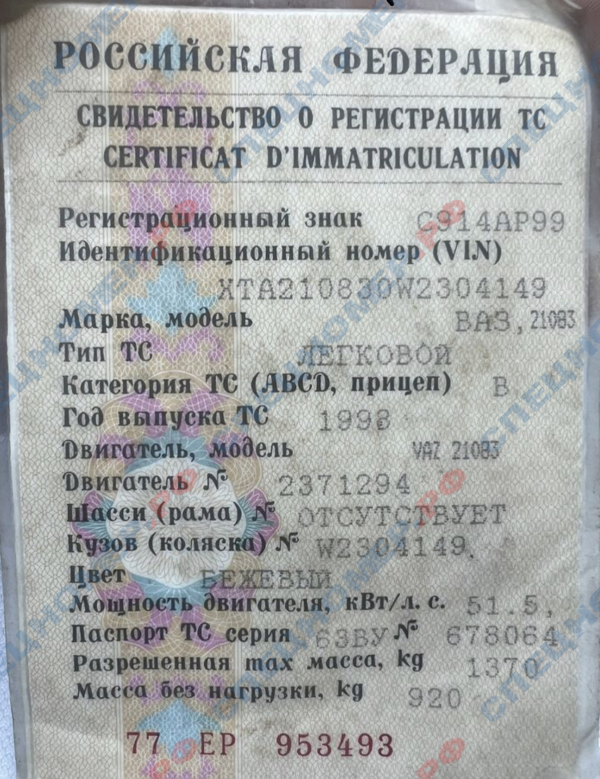 РОССИЙСКАЯ ФЕДЕРАЦИЯ
СВИДЕТЕЛЬСТВО О РЕГИСТРАЦИИ ТС
CERTIFICAT D'IMMATRICULATION
Регистрационный знак С914АР99
Идентификационный номер (VIN)
XTA210830W2304149
Марка, модель ВАЗ, 21083
Тип ТС ЛЕГКОВОЙ
Категория ТС (ABCD, прицеп) В
Год выпуска ТС 1998
Двигатель, модель VAZ 21083
Двигатель № 2371294
Шасси (рама) № ОТСУТСТВУЕТ
Кузов (коляска) № W2304149.
Цвет БЕЖЕВЫЙ
Мощность двигателя, кВт/л. с. 51.5,
Паспорт ТС серия 63ВУ № 678064
Разрешенная max масса, kg 1370
Масса без нагрузки, kg 920
77 ЕР 953493
СПЕЦНОМЕР.РФ